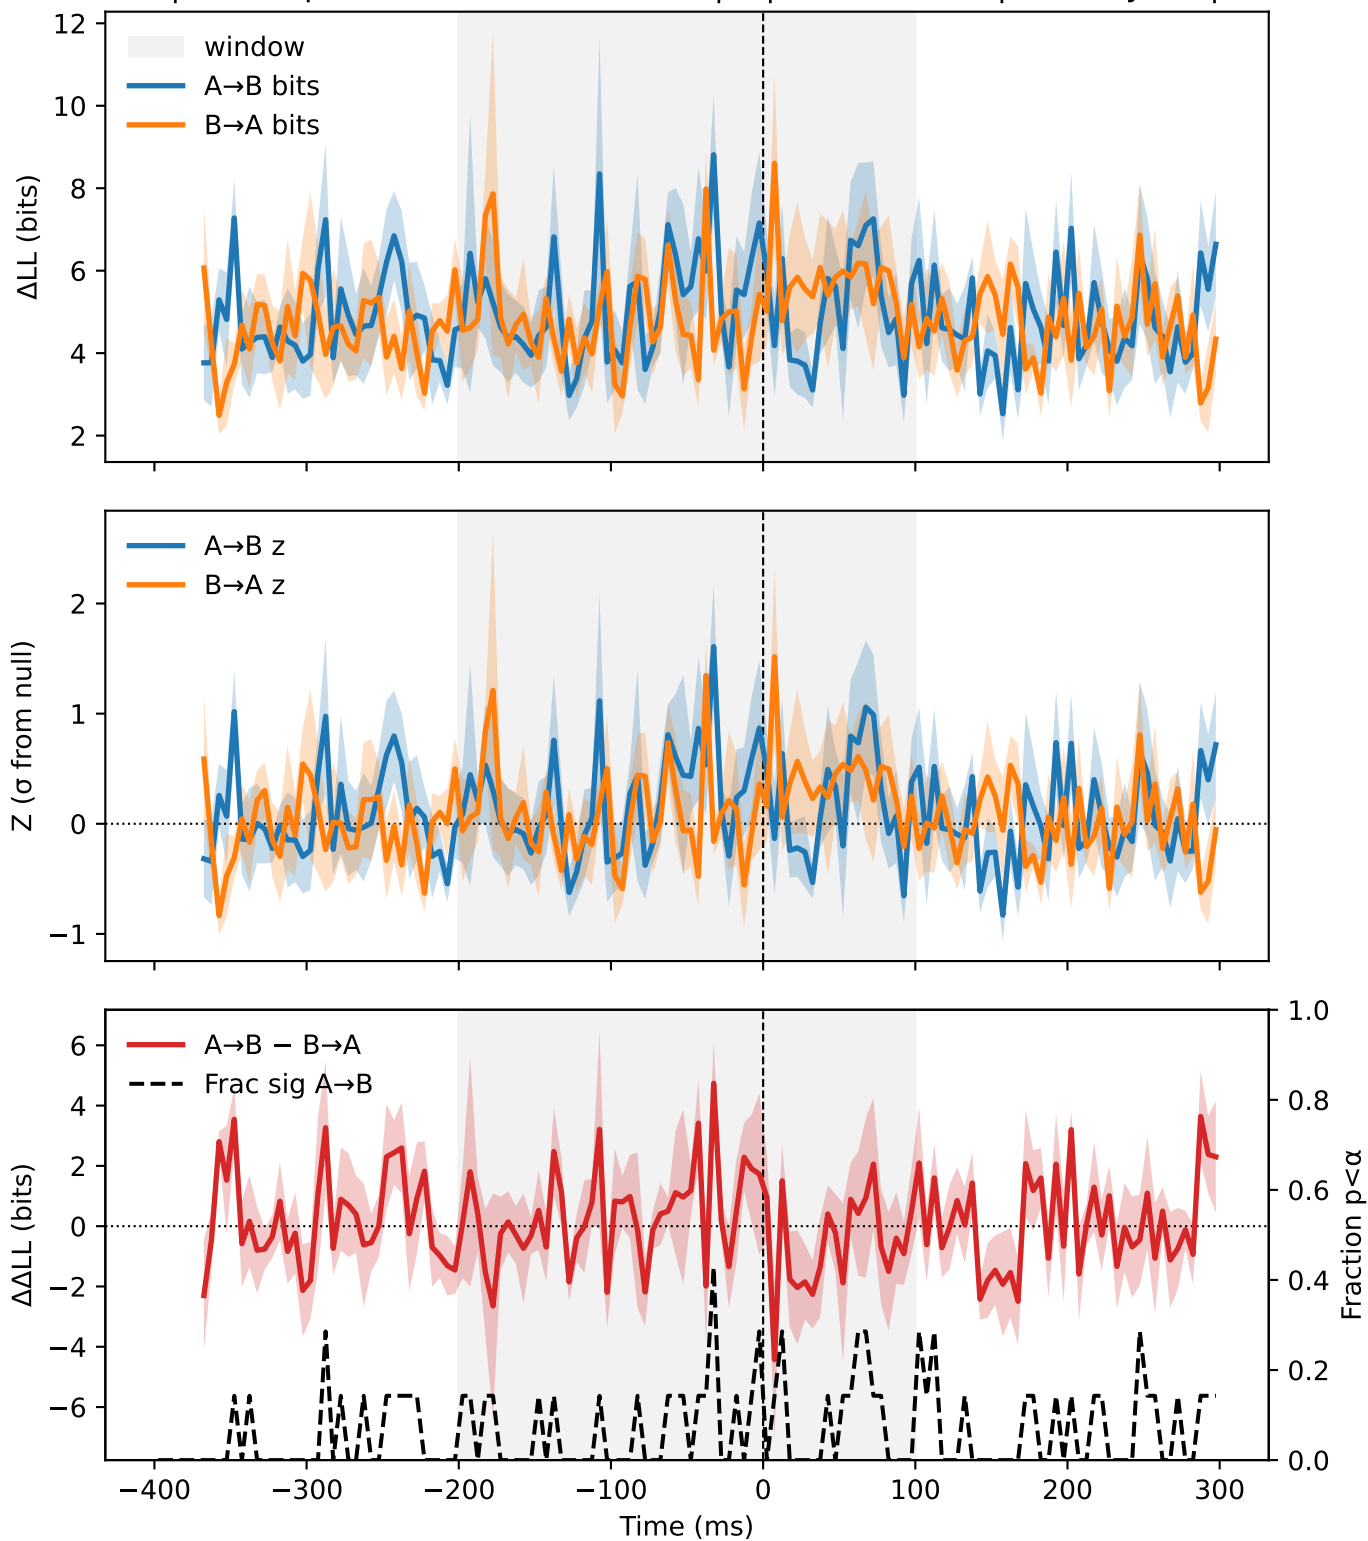 12
window
A→B bits
10
B→A bits
8
ΔLL (bits)
6
4
2
A→B z
B→A z
2
Z (σ from null)
1
0
−1
1.0
A→B − B→A
6
Frac sig A→B
4
0.8
2
ΔΔLL (bits)
0.6
0
Fraction p<α
−2
0.4
−4
0.2
−6
0.0
−400 −300 −200 −100 0 100 200 300
Time (ms)